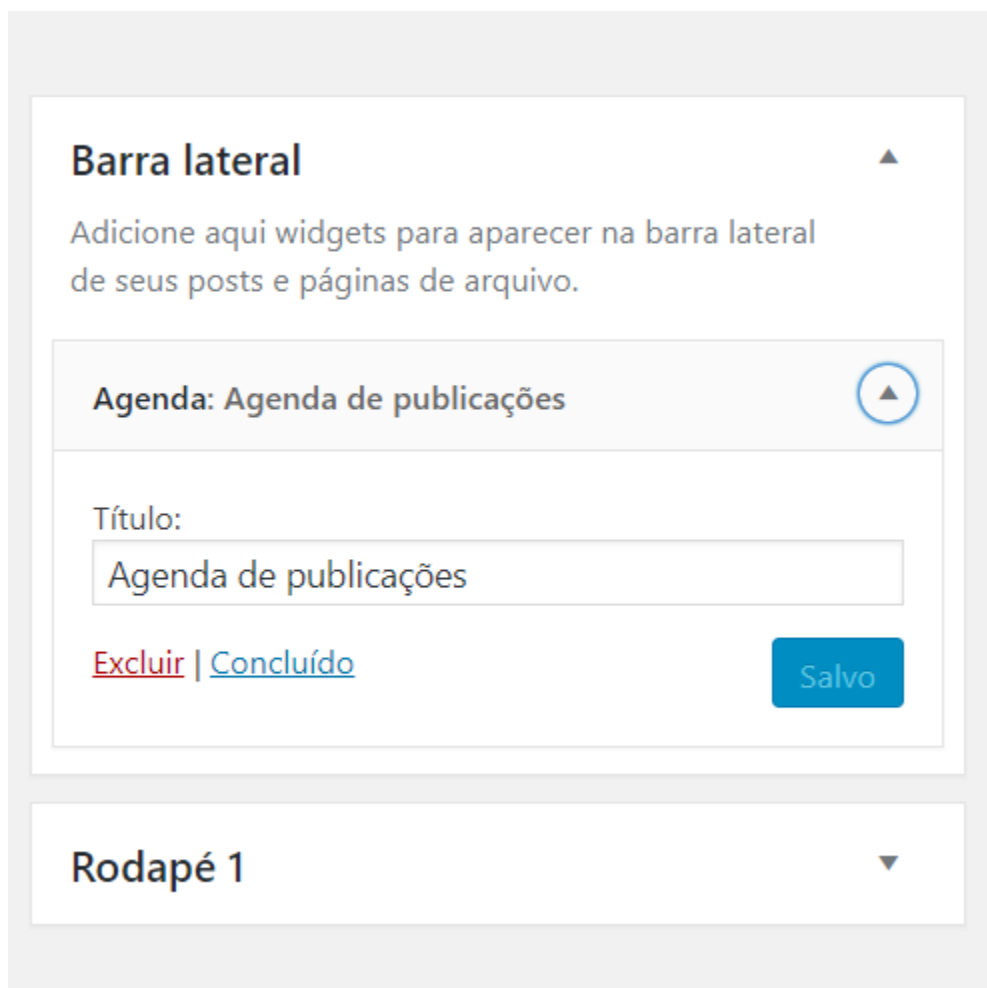 Barra lateral
Adicione aqui widgets para aparecer na barra lateral
de seus posts e páginas de arquivo.
Agenda: Agenda de publicações
Título:
Agenda de publicações
Excluir | Concluído
Salvo
Rodapé 1